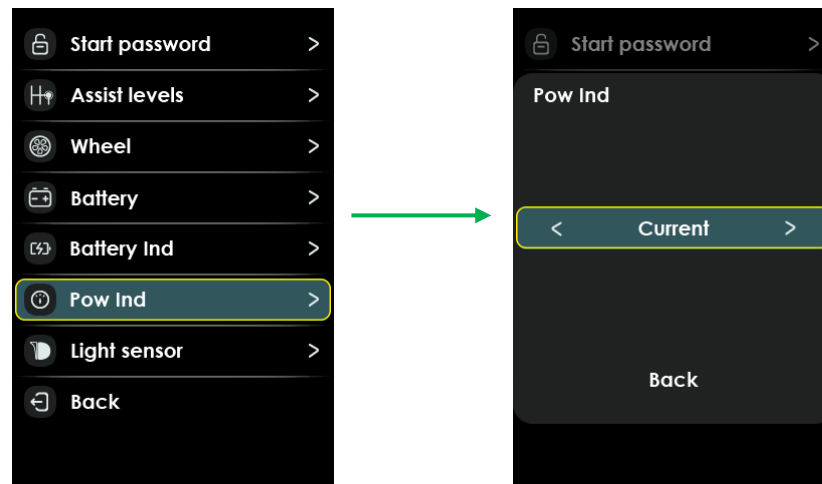 Start password >
Assist levels >
Wheel >
Battery >
Battery Ind >
Pow Ind >
Light sensor >
Back
Start password >
Pow Ind
< Current >
Back